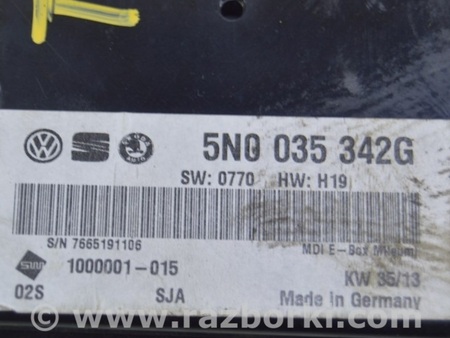 5N0 035 342G
SW: 0770 HW: H19
S/N 7665191106
MDI E-Box
1000001-015
KW 35/13
02S SJA Made in Germany
www.razborki.com